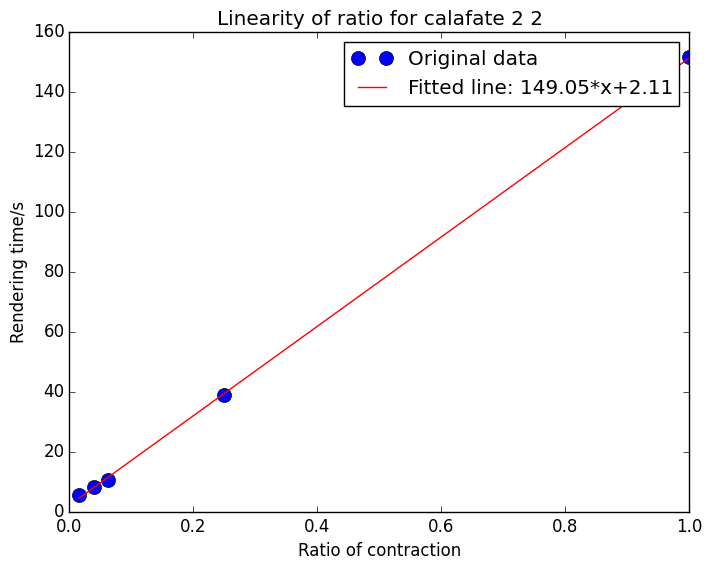 Linearity of ratio for calafate 2 2
160
140
120
100
80
60
40
20
0
Rendering time/s
Original data
Fitted line: 149.05*x+2.11
0.0 0.2 0.4 0.6 0.8 1.0
Ratio of contraction